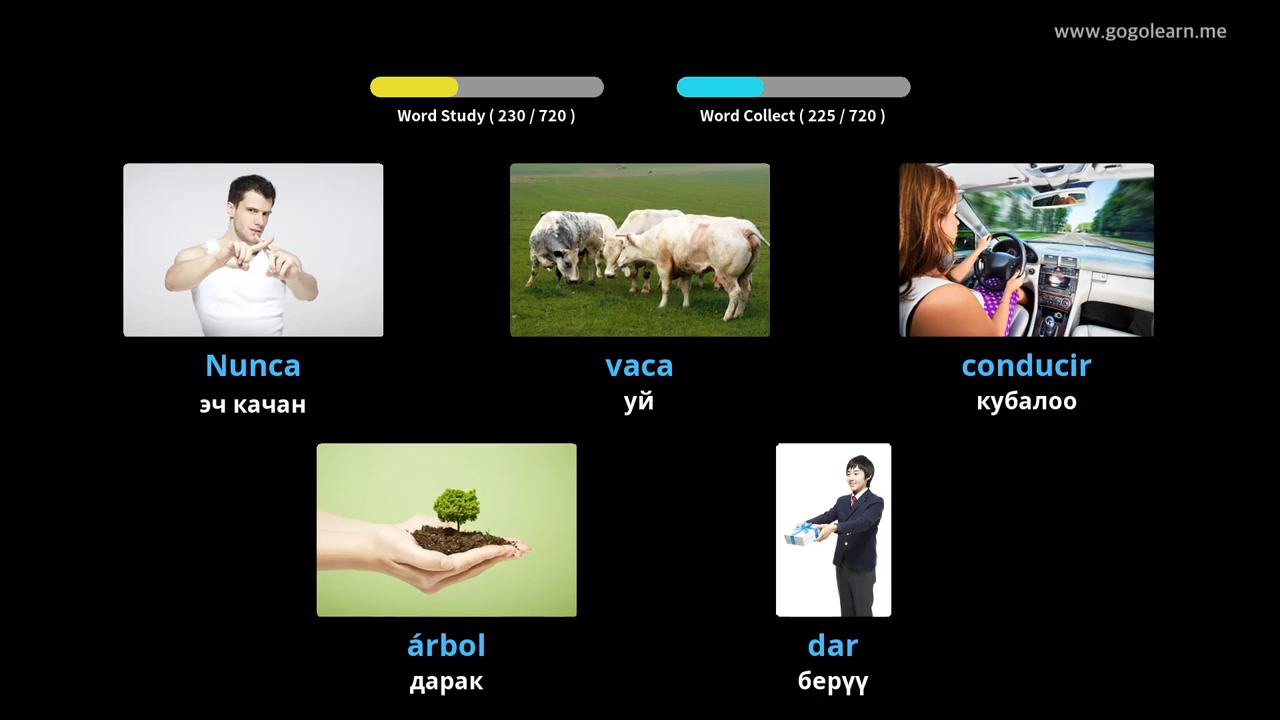 www.gogolearn.me
Word Study ( 230 / 720 )
Word Collect ( 225 / 720 )
Nunca
эч качан
vaca
уй
conducir
кубалоо
árbol
дарак
dar
берүү